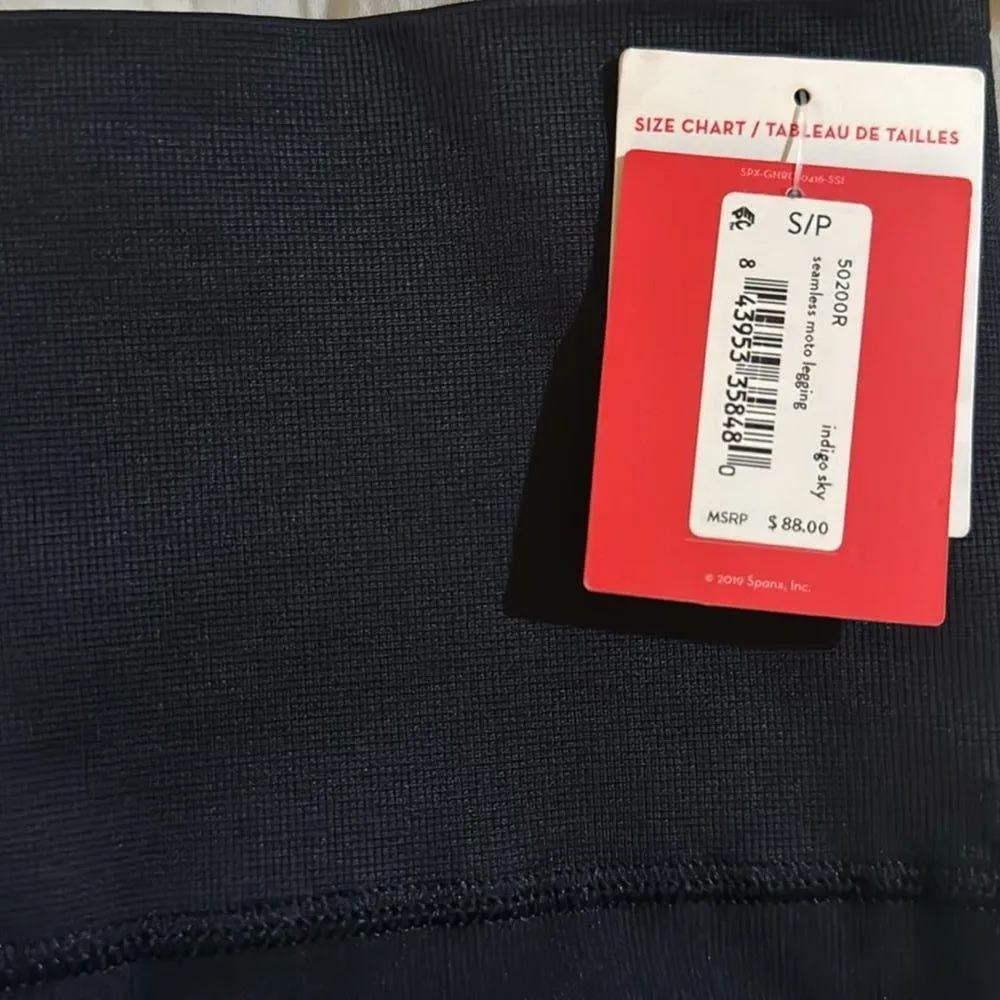 SIZE CHART / TABLEAU DE TAILLES
S/P
50200R
seamless moto legging
indigo sky
8 43953 35848 0
MSRP $88.00
© 2019 Spanx, Inc.